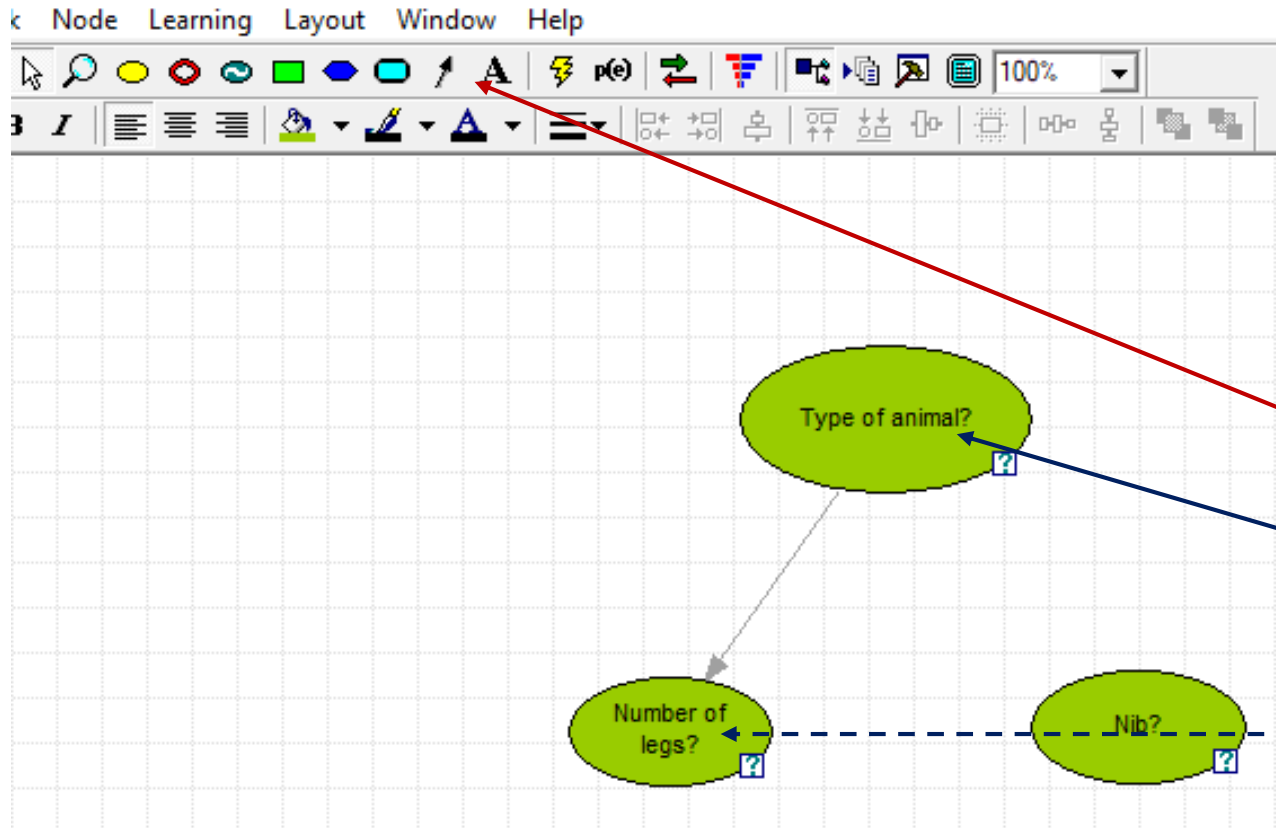 k Node Learning Layout Window Help
A p(e) 100%
B I A
Type of animal?
?
Number of
legs?
?
Nib?
?